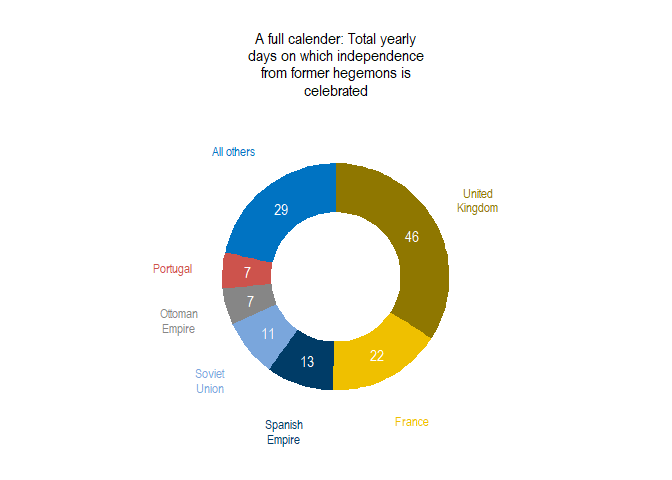 A full calender: Total yearly
days on which independence
from former hegemons is
celebrated
All others
29
United
Kingdom
46
Portugal
7
Ottoman
Empire
7
Soviet
Union
11
Spanish
Empire
13
France
22